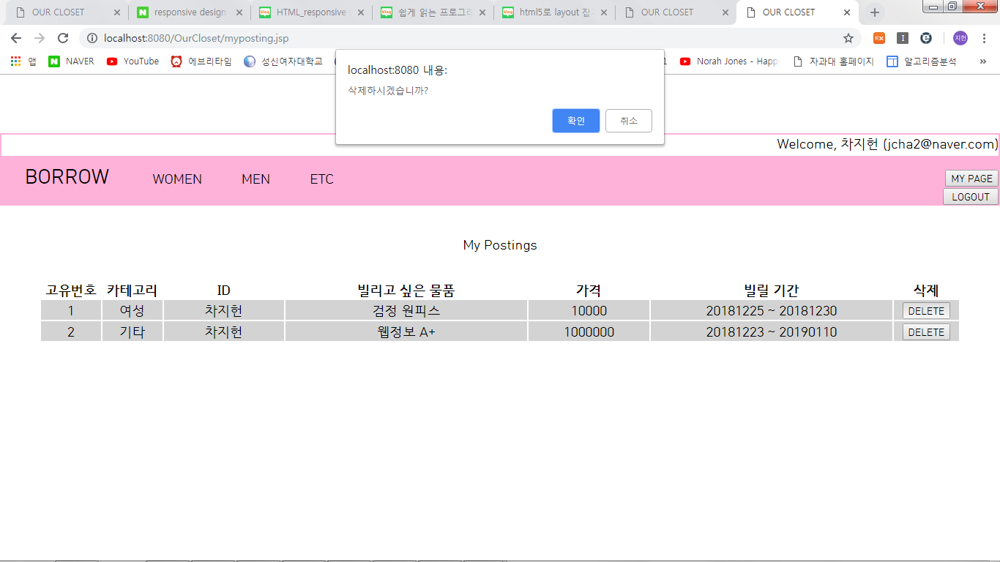 OUR CLOSET
responsive design
HTML_responsive
쉽게 읽는 프로그래
html5로 layout 잡
OUR CLOSET
OUR CLOSET
localhost:8080/OurCloset/myposting.jsp
지헌
앱 NAVER YouTube 에브리타임 성신여자대학교 Norah Jones - Happ 자과대 홈페이지 알고리즘분석 »
localhost:8080 내용:
삭제하시겠습니까?
확인 취소
Welcome, 차지헌 (jcha2@naver.com)
BORROW WOMEN MEN ETC
MY PAGE
LOGOUT
My Postings
고유번호 카테고리 ID 빌리고 싶은 물품 가격 빌릴 기간 삭제
1 여성 차지헌 검정 원피스 10000 20181225 ~ 20181230 DELETE
2 기타 차지헌 웹정보 A+ 1000000 20181223 ~ 20190110 DELETE